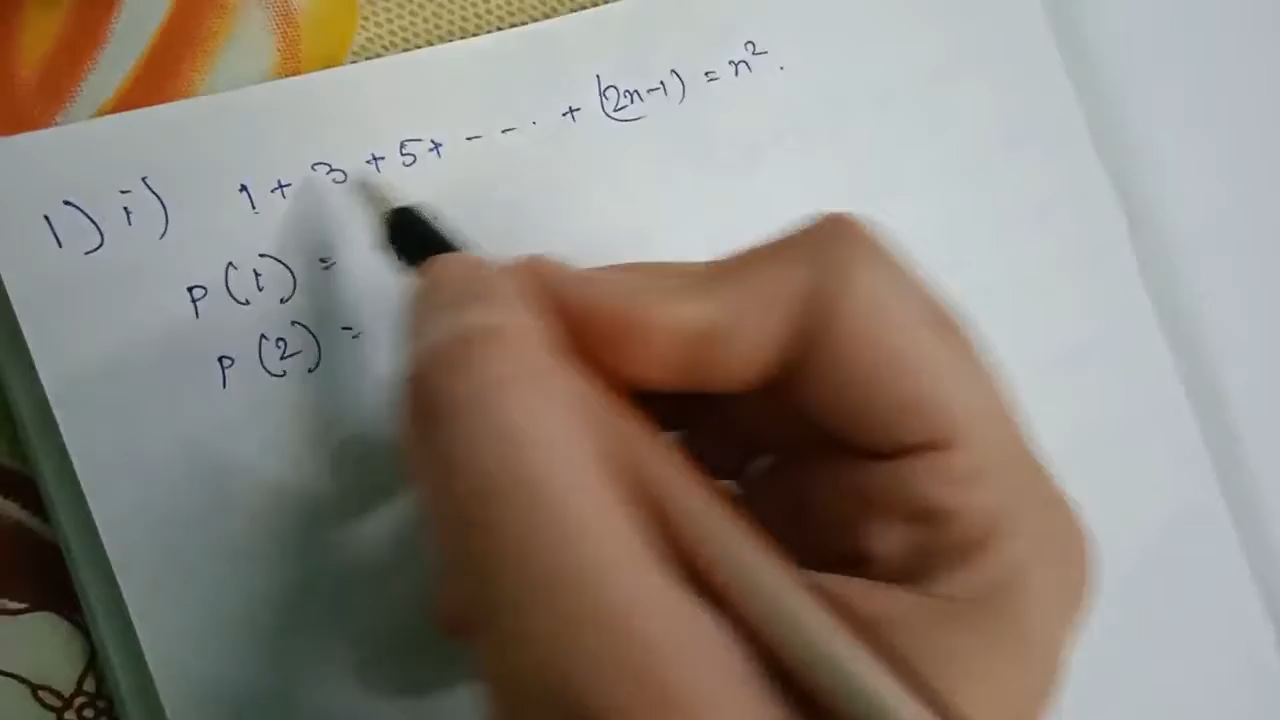 1) i) 1 + 3 + 5 + - - . . + (2n-1) = n².
P(1) =
P(2) =